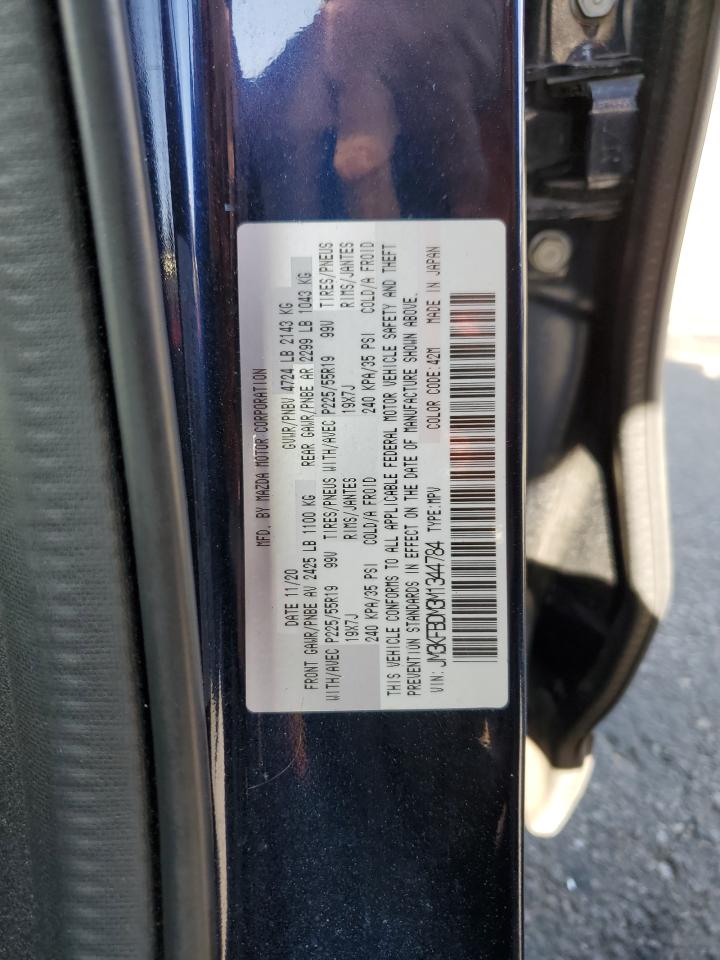 MFD. BY MAZDA MOTOR CORPORATION
DATE 11/20 GVWR/PNBV 4724 LB 2143 KG
FRONT GAWR/PNBE AV 2425 LB 1100 KG REAR GAWR/PNBE AR 2299 LB 1043 KG
WITH/AVEC P225/55R19 99V TIRES/PNEUS WITH/AVEC P225/55R19 99V TIRES/PNEUS
19X7J RIMS/JANTES 19X7J RIMS/JANTES
240 KPA/35 PSI COLD/A FROID 240 KPA/35 PSI COLD/A FROID
THIS VEHICLE CONFORMS TO ALL APPLICABLE FEDERAL MOTOR VEHICLE SAFETY AND THEFT
PREVENTION STANDARDS IN EFFECT ON THE DATE OF MANUFACTURE SHOWN ABOVE.
VIN: JM3KFBDM3M1344784 TYPE:MPV COLOR CODE:42M MADE IN JAPAN